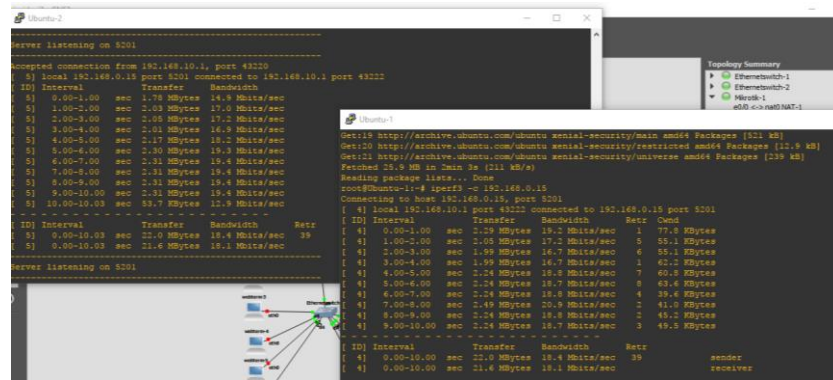 Ubuntu-2
Server listening on 5201
Accepted connection from 192.168.10.1, port 43220
[  5] local 192.168.0.15 port 5201 connected to 192.168.10.1 port 43222
[ ID] Interval           Transfer     Bandwidth
[  5]   0.00-1.00   sec  1.78 MBytes  14.9 Mbits/sec
[  5]   1.00-2.00   sec  2.03 MBytes  17.0 Mbits/sec
[  5]   2.00-3.00   sec  2.05 MBytes  17.2 Mbits/sec
[  5]   3.00-4.00   sec  2.01 MBytes  16.9 Mbits/sec
[  5]   4.00-5.00   sec  2.17 MBytes  18.2 Mbits/sec
[  5]   5.00-6.00   sec  2.30 MBytes  19.3 Mbits/sec
[  5]   6.00-7.00   sec  2.31 MBytes  19.4 Mbits/sec
[  5]   7.00-8.00   sec  2.31 MBytes  19.4 Mbits/sec
[  5]   8.00-9.00   sec  2.31 MBytes  19.4 Mbits/sec
[  5]   9.00-10.00  sec  2.31 MBytes  19.4 Mbits/sec
[  5]  10.00-10.03  sec  53.7 KBytes  12.9 Mbits/sec
- - - - - - - - - - - - - - - - - - - - - - - - -
[ ID] Interval           Transfer     Bandwidth       Retr
[  5]   0.00-10.03  sec  22.0 MBytes  18.4 Mbits/sec   39
[  5]   0.00-10.03  sec  21.6 MBytes  18.1 Mbits/sec
Server listening on 5201
Topology Summary
Ethernetswitch-1
Ethernetswitch-2
Mikrotik-1
e0/0 <-> nat0 NAT-1
Ubuntu-1
Get:19 http://archive.ubuntu.com/ubuntu xenial-security/main amd64 Packages [521 kB]
Get:20 http://archive.ubuntu.com/ubuntu xenial-security/restricted amd64 Packages [12.9 kB]
Get:21 http://archive.ubuntu.com/ubuntu xenial-security/universe amd64 Packages [239 kB]
Fetched 25.9 MB in 2min 3s (211 kB/s)
Reading package lists... Done
root@Ubuntu-1:~# iperf3 -c 192.168.0.15
Connecting to host 192.168.0.15, port 5201
[  4] local 192.168.10.1 port 43222 connected to 192.168.0.15 port 5201
[ ID] Interval           Transfer     Bandwidth       Retr  Cwnd
[  4]   0.00-1.00   sec  2.29 MBytes  19.2 Mbits/sec    1   77.8 KBytes
[  4]   1.00-2.00   sec  2.05 MBytes  17.2 Mbits/sec    5   55.1 KBytes
[  4]   2.00-3.00   sec  1.99 MBytes  16.7 Mbits/sec    6   55.1 KBytes
[  4]   3.00-4.00   sec  1.99 MBytes  16.7 Mbits/sec    1   62.2 KBytes
[  4]   4.00-5.00   sec  2.24 MBytes  18.8 Mbits/sec    7   60.8 KBytes
[  4]   5.00-6.00   sec  2.24 MBytes  18.7 Mbits/sec    8   63.6 KBytes
[  4]   6.00-7.00   sec  2.24 MBytes  18.8 Mbits/sec    4   39.6 KBytes
[  4]   7.00-8.00   sec  2.49 MBytes  20.9 Mbits/sec    2   41.0 KBytes
[  4]   8.00-9.00   sec  2.24 MBytes  18.8 Mbits/sec    2   45.2 KBytes
[  4]   9.00-10.00  sec  2.24 MBytes  18.7 Mbits/sec    3   49.5 KBytes
- - - - - - - - - - - - - - - - - - - - - - - - -
[ ID] Interval           Transfer     Bandwidth       Retr
[  4]   0.00-10.00  sec  22.0 MBytes  18.4 Mbits/sec   39             sender
[  4]   0.00-10.00  sec  21.6 MBytes  18.1 Mbits/sec                  receiver